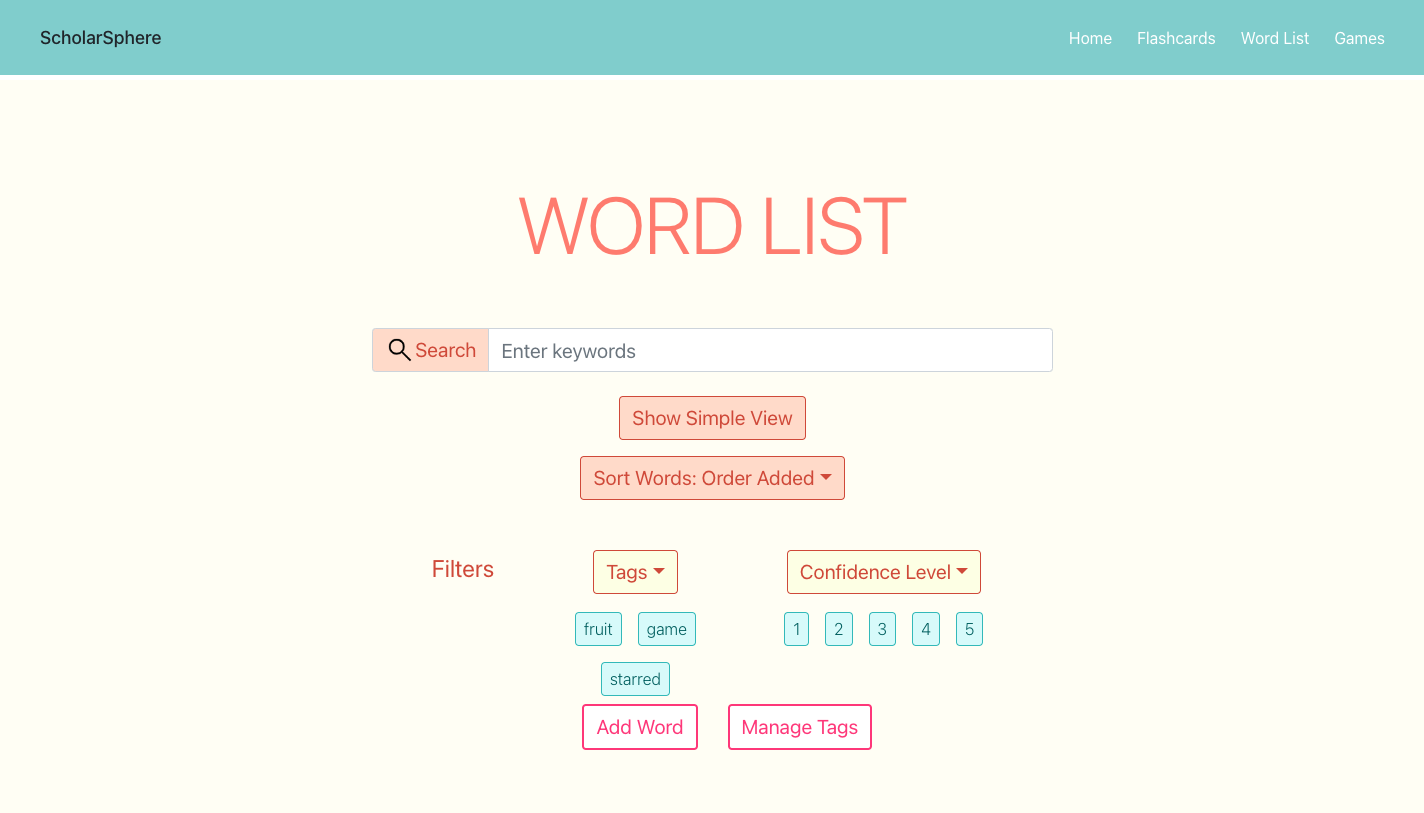 ScholarSphere Home Flashcards Word List Games
WORD LIST
Search Enter keywords
Show Simple View
Sort Words: Order Added
Filters Tags Confidence Level
fruit game 1 2 3 4 5
starred
Add Word Manage Tags